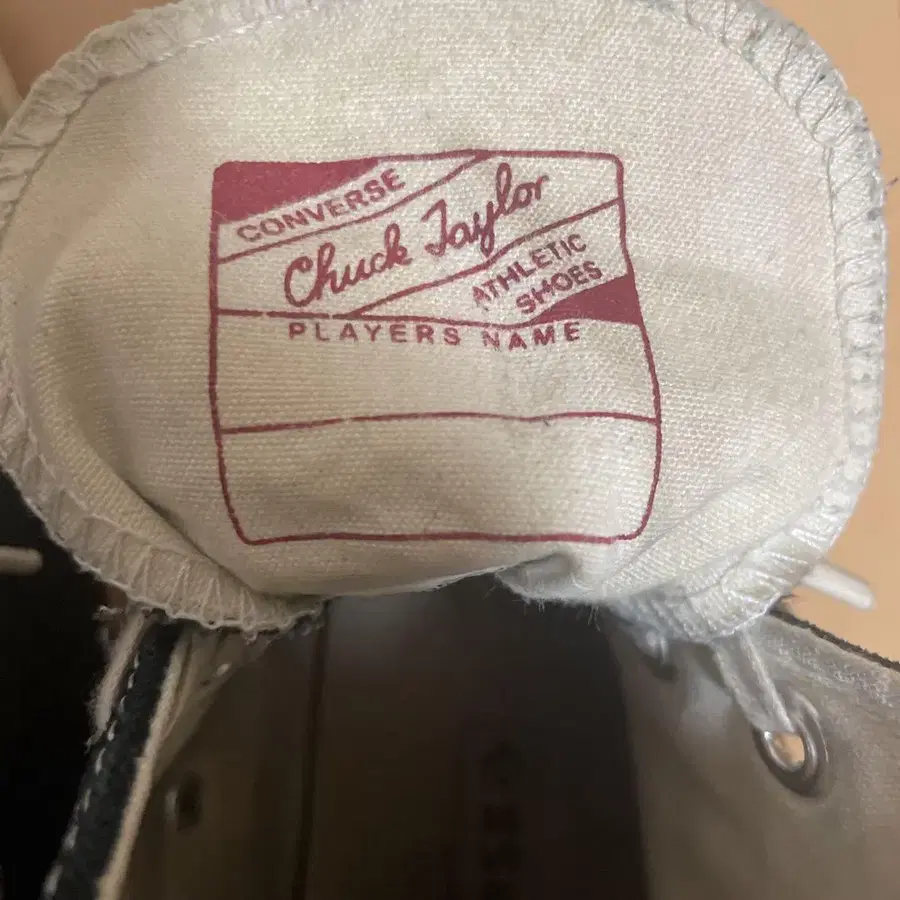 CONVERSE
Chuck Taylor
ATHLETIC
SHOES
PLAYERS NAME